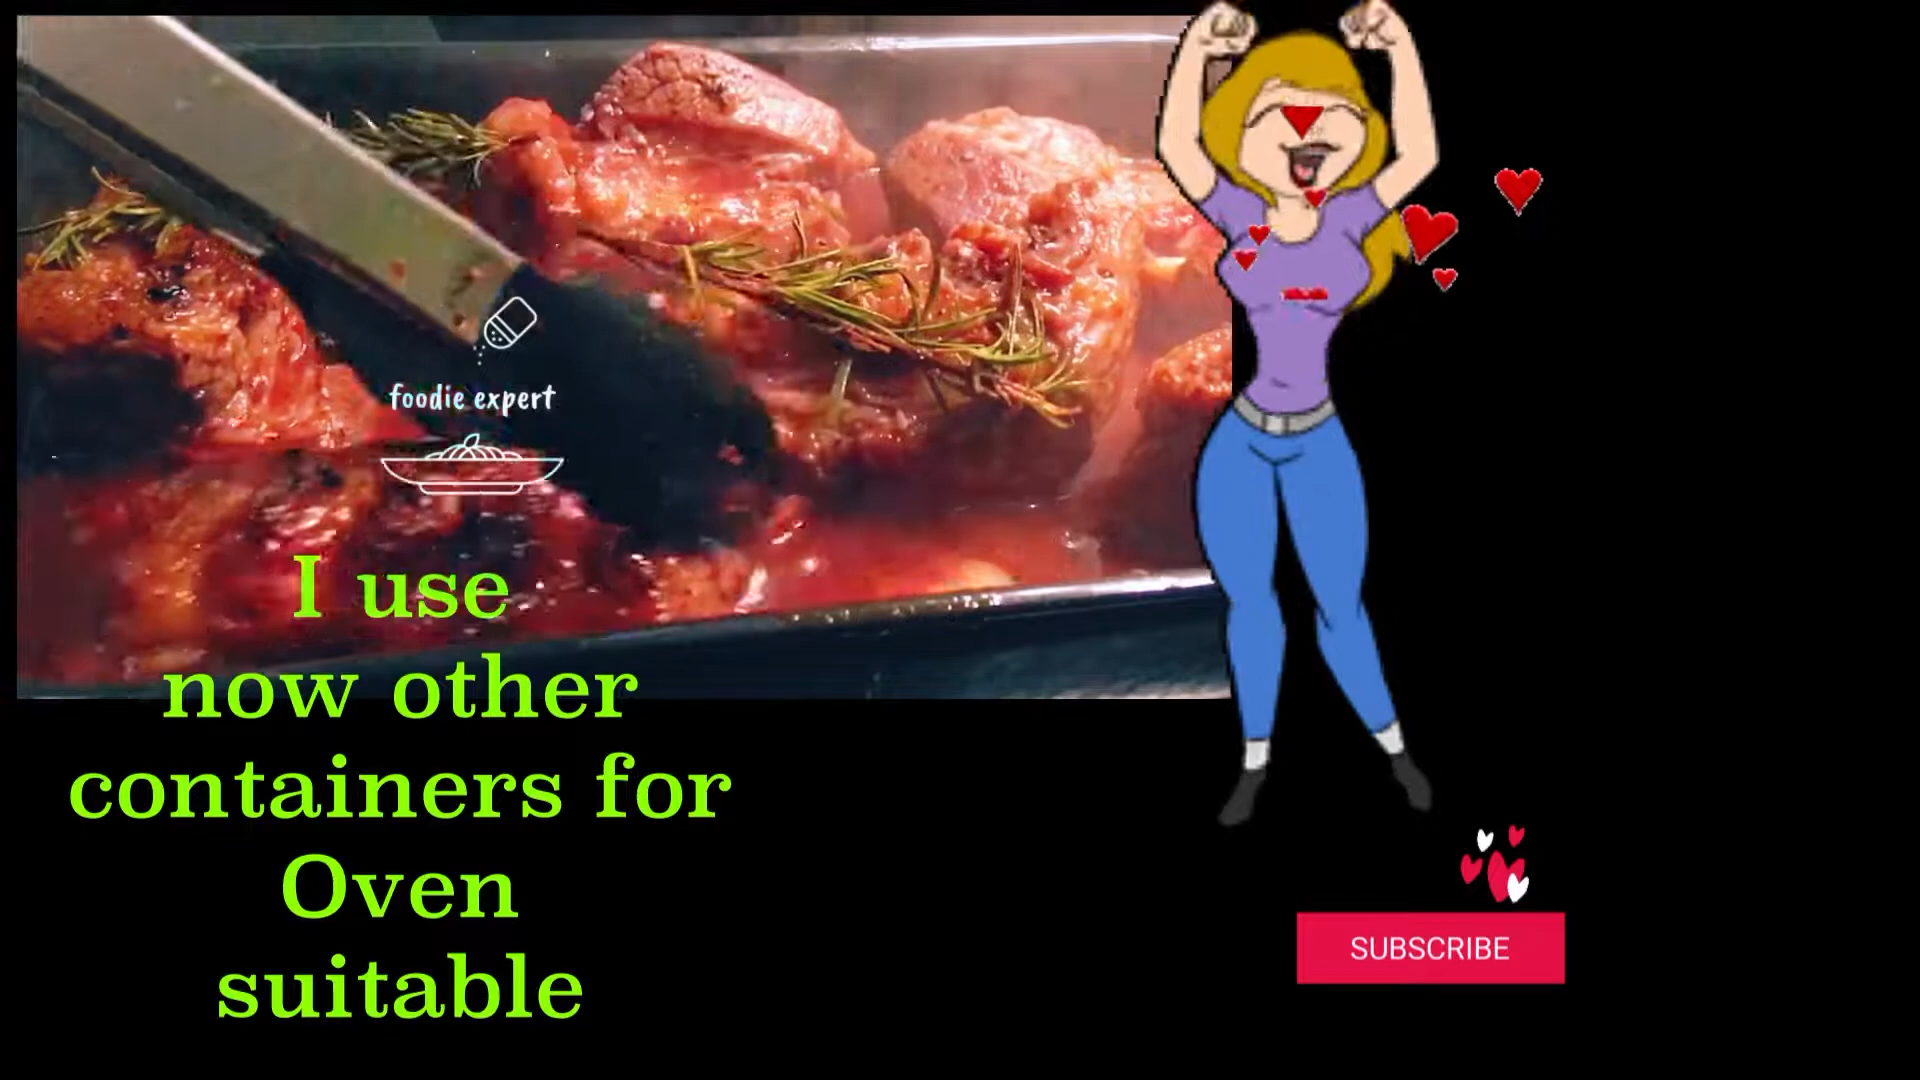 foodie expert
I use
now other
containers for
Oven
suitable
SUBSCRIBE